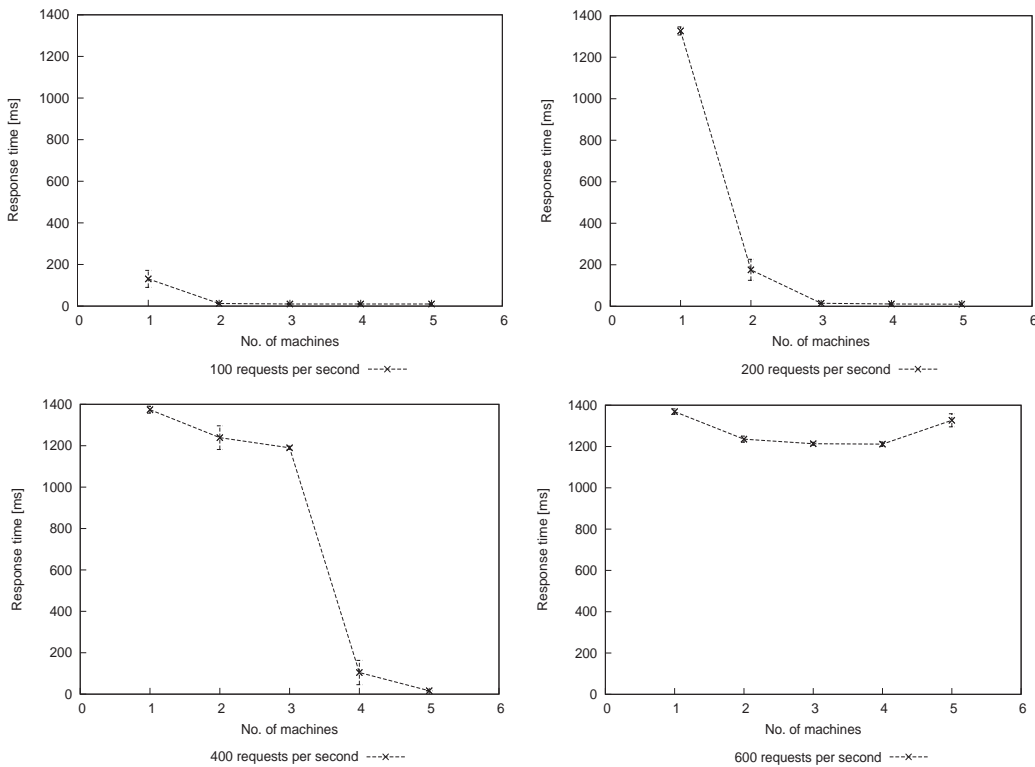 1400
1200
1000
800
600
400
200
0
Response time [ms]
0 1 2 3 4 5 6
No. of machines
100 requests per second
1400
1200
1000
800
600
400
200
0
Response time [ms]
0 1 2 3 4 5 6
No. of machines
200 requests per second
1400
1200
1000
800
600
400
200
0
Response time [ms]
0 1 2 3 4 5 6
No. of machines
400 requests per second
1400
1200
1000
800
600
400
200
0
Response time [ms]
0 1 2 3 4 5 6
No. of machines
600 requests per second